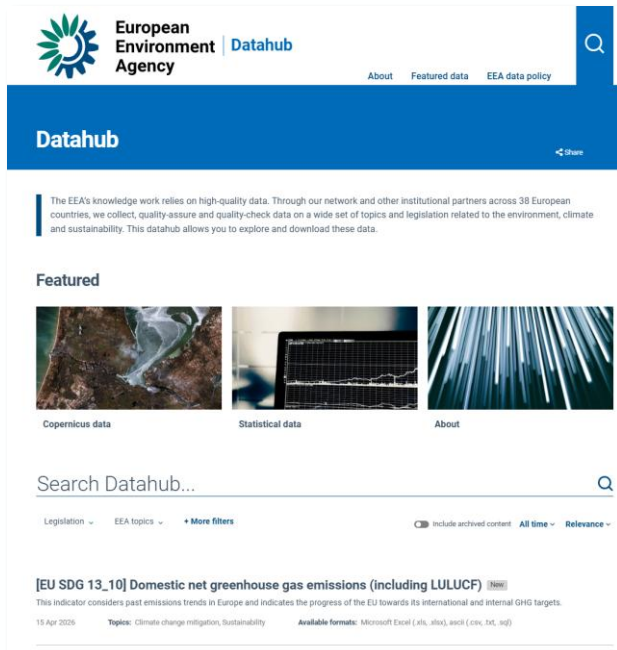 European
Environment
Agency
Datahub
About Featured data EEA data policy
Datahub
Share
The EEA's knowledge work relies on high-quality data. Through our network and other institutional partners across 38 European
countries, we collect, quality-assure and quality-check data on a wide set of topics and legislation related to the environment, climate
and sustainability. This datahub allows you to explore and download these data.
Featured
Copernicus data
Statistical data
About
Search Datahub...
Legislation EEA topics + More filters
Include archived content All time Relevance
[EU SDG 13_10] Domestic net greenhouse gas emissions (including LULUCF) New
This indicator considers past emissions trends in Europe and indicates the progress of the EU towards its international and internal GHG targets.
15 Apr 2026 Topics: Climate change mitigation, Sustainability Available formats: Microsoft Excel (.xls, .xlsx), ascii (.csv, .txt, .sql)